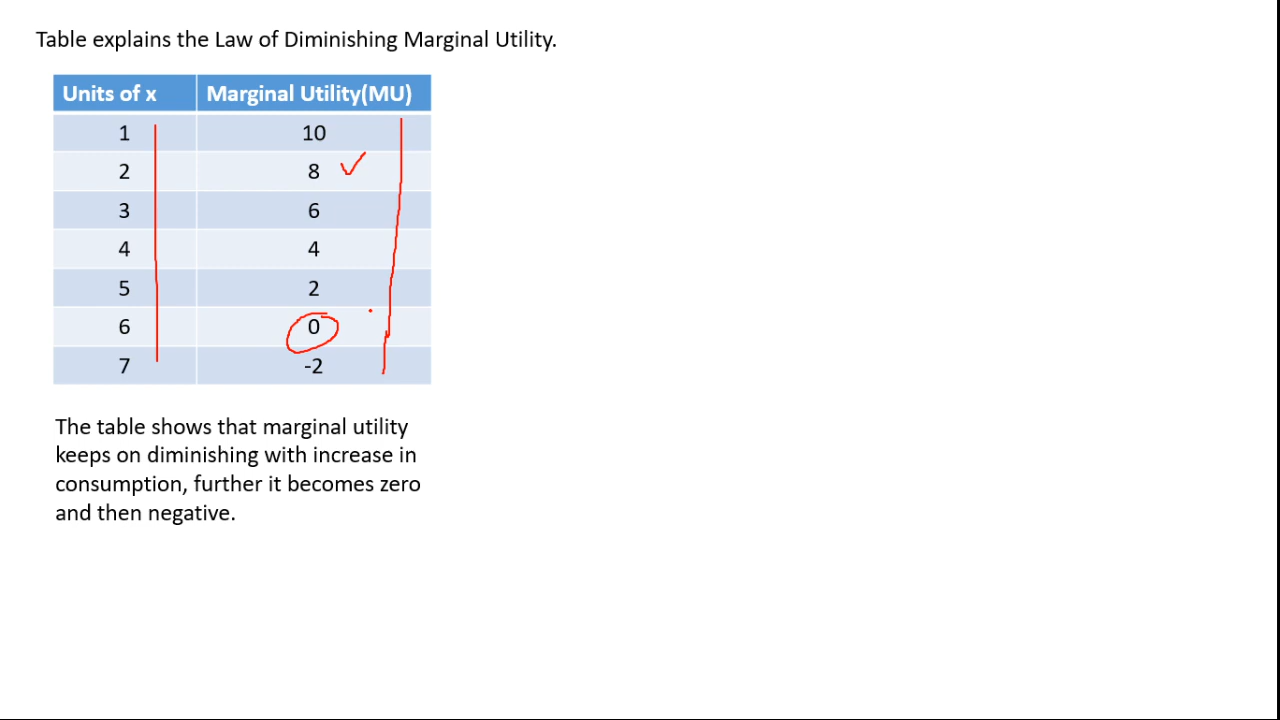 Table explains the Law of Diminishing Marginal Utility.
Units of x Marginal Utility(MU)
1 10
2 8
3 6
4 4
5 2
6 0
7 -2
The table shows that marginal utility
keeps on diminishing with increase in
consumption, further it becomes zero
and then negative.